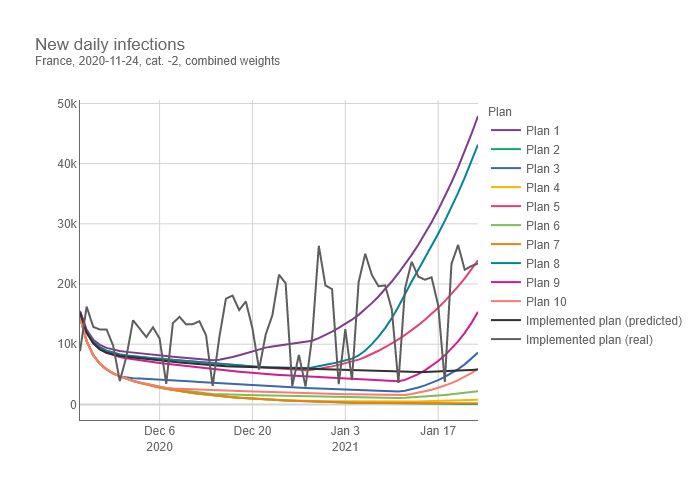 New daily infections
France, 2020-11-24, cat. -2, combined weights
50k
40k
30k
20k
10k
0
Dec 6
2020
Dec 20
Jan 3
2021
Jan 17
Plan
Plan 1
Plan 2
Plan 3
Plan 4
Plan 5
Plan 6
Plan 7
Plan 8
Plan 9
Plan 10
Implemented plan (predicted)
Implemented plan (real)